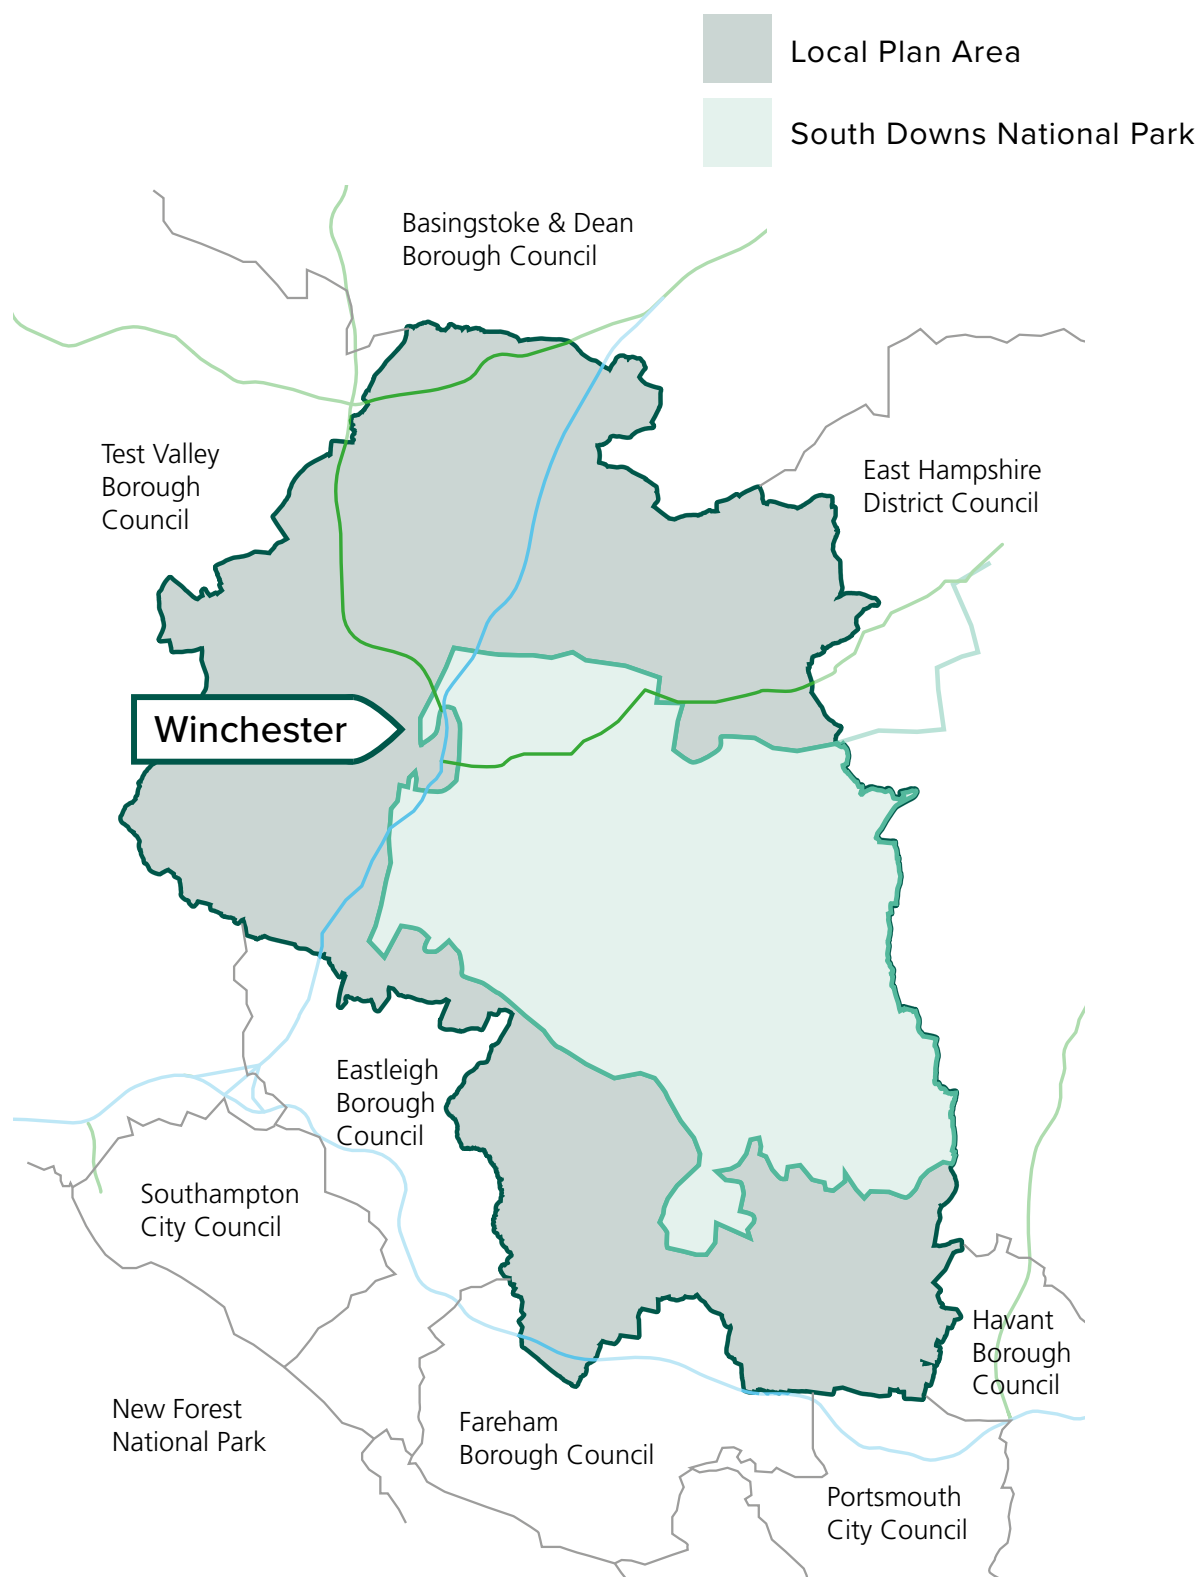 Local Plan Area
South Downs National Park
Basingstoke & Dean
Borough Council
Test Valley
Borough
Council
East Hampshire
District Council
Winchester
Eastleigh
Borough
Council
Southampton
City Council
Havant
Borough
Council
New Forest
National Park
Fareham
Borough Council
Portsmouth
City Council